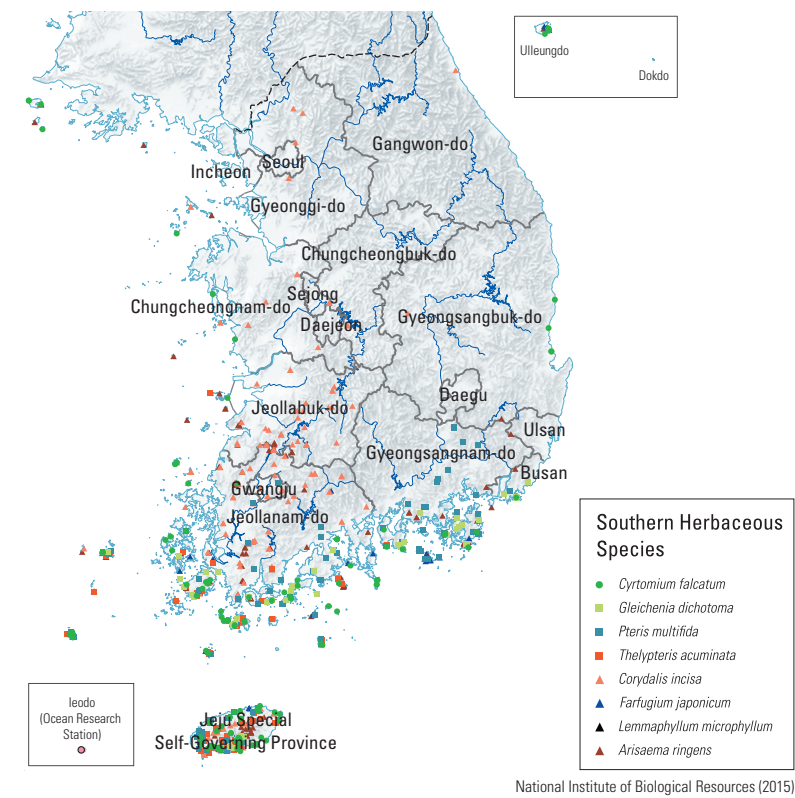 Ulleungdo
Dokdo
Gangwon-do
Seoul
Incheon
Gyeonggi-do
Chungcheongbuk-do
Sejong
Chungcheongnam-do
Gyeongsangbuk-do
Daejeon
Daegu
Jeollabuk-do
Ulsan
Gyeongsangnam-do
Busan
Gwangju
Jeollanam-do
Southern Herbaceous
Species
Cyrtomium falcatum
Gleichenia dichotoma
Pteris multifida
Thelypteris acuminata
Corydalis incisa
Farfugium japonicum
Lemmaphyllum microphyllum
Arisaema ringens
Ieodo
(Ocean Research
Station)
Jeju Special
Self-Governing Province
National Institute of Biological Resources (2015)